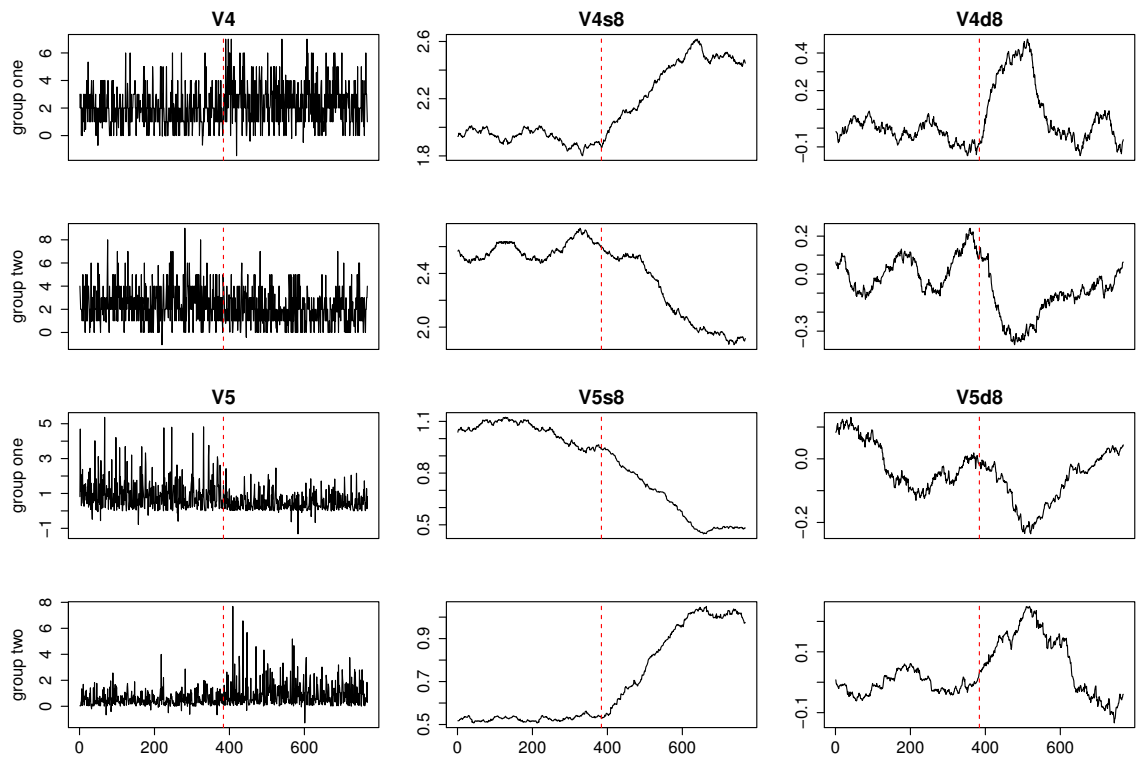 V4 V4s8 V4d8
group one
0 2 4 6
1.8 2.2 2.6
−0.1 0.2 0.4
group two
0 2 4 6 8
2.0 2.4
−0.3 0.0 0.2
V5 V5s8 V5d8
group one
−1 1 3 5
0.5 0.8 1.1
−0.2 0.0
group two
0 2 4 6 8
0.5 0.7 0.9
−0.1 0.1
0 200 400 600 0 200 400 600 0 200 400 600